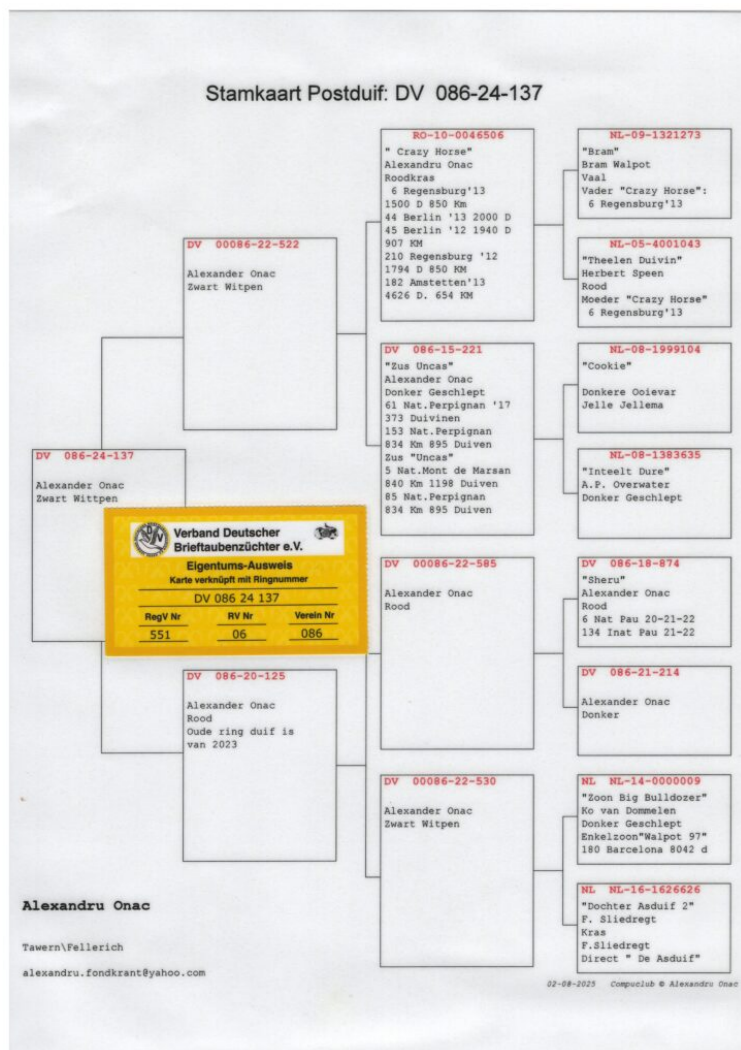 Stamkaart Postduif: DV 086-24-137
DV 086-24-137
Alexander Onac
Zwart Wittpen
DV 00086-22-522
Alexander Onac
Zwart Witpen
DV 086-20-125
Alexander Onac
Rood
Oude ring duif is
van 2023
RO-10-0046506
" Crazy Horse"
Alexandru Onac
Roodkras
6 Regensburg'13
1500 D 850 Km
44 Berlin '13 2000 D
45 Berlin '12 1940 D
907 KM
210 Regensburg '12
1794 D 850 KM
182 Amstetten'13
4626 D. 654 KM
DV 086-15-221
"Zus Uncas"
Alexander Onac
Donker Geschlept
61 Nat.Perpignan '17
373 Duivinen
153 Nat.Perpignan
834 Km 895 Duiven
Zus "Uncas"
5 Nat.Mont de Marsan
840 Km 1198 Duiven
85 Nat.Perpignan
834 Km 895 Duiven
DV 00086-22-585
Alexander Onac
Rood
DV 00086-22-530
Alexander Onac
Zwart Witpen
NL-09-1321273
"Bram"
Bram Walpot
Vaal
Vader "Crazy Horse":
6 Regensburg'13
NL-05-4001043
"Theelen Duivin"
Herbert Speen
Rood
Moeder "Crazy Horse"
6 Regensburg'13
NL-08-1999104
"Cookie"
Donkere Ooievar
Jelle Jellema
NL-08-1383635
"Inteelt Dure"
A.P. Overwater
Donker Geschlept
DV 086-18-874
"Sheru"
Alexander Onac
Rood
6 Nat Pau 20-21-22
134 Inat Pau 21-22
DV 086-21-214
Alexander Onac
Donker
NL NL-14-0000009
"Zoon Big Bulldozer"
Ko van Dommelen
Donker Geschlept
Enkelzoon"Walpot 97"
180 Barcelona 8042 d
NL NL-16-1626626
"Dochter Asduif 2"
F. Sliedregt
Kras
F.Sliedregt
Direct " De Asduif"
Verband Deutscher
Brieftaubenzüchter e.V.
Eigentums-Ausweis
Karte verknüpft mit Ringnummer
DV 086 24 137
RegV Nr RV Nr Verein Nr
551 06 086
Alexandru Onac
Tawern\Fellerich
alexandru.fondkrant@yahoo.com
02-08-2025 Compuclub © Alexandru Onac